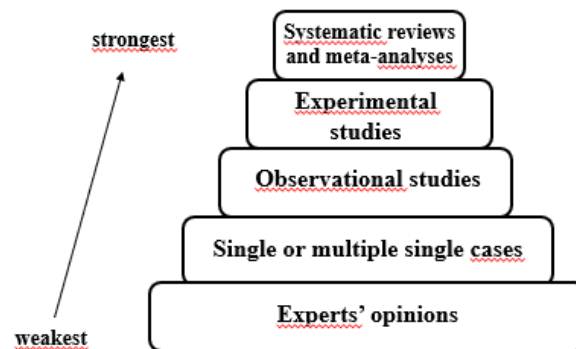 strongest
Systematic reviews
and meta-analyses
Experimental
studies
Observational studies
Single or multiple single cases
Experts’ opinions
weakest